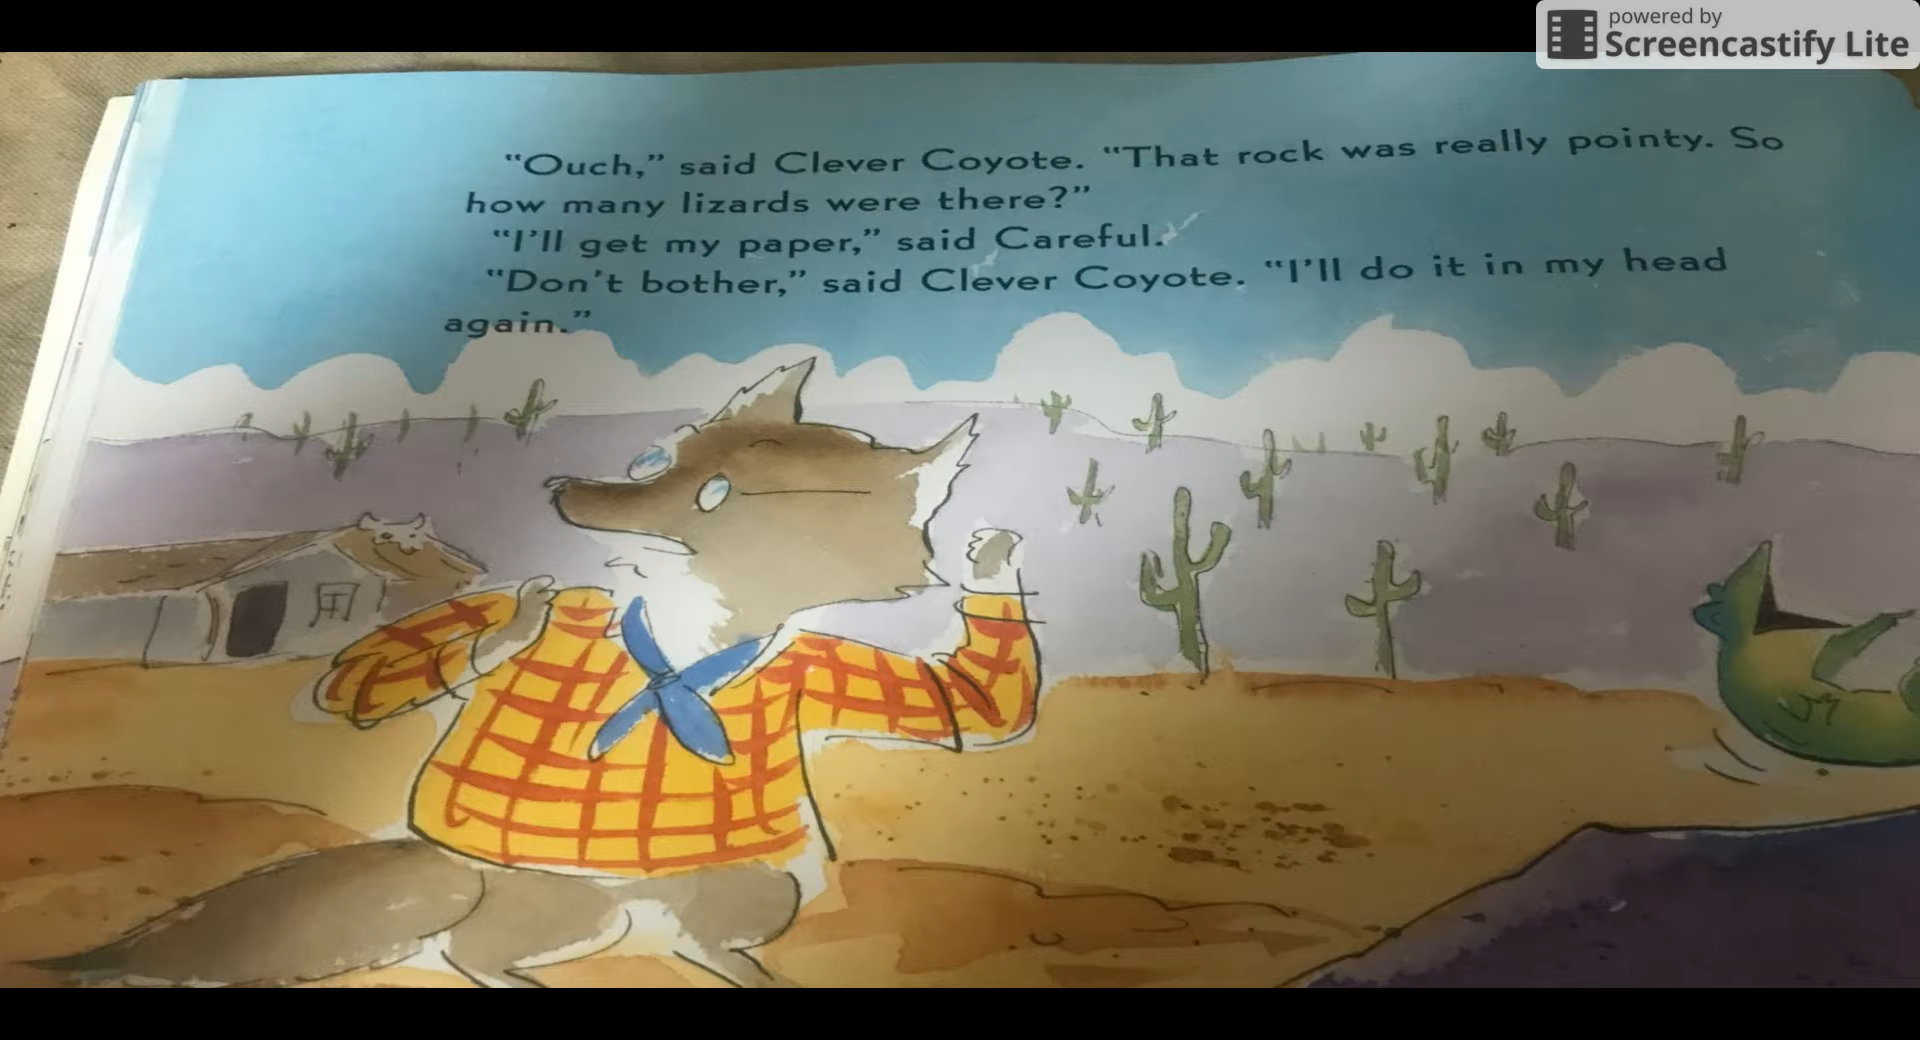 powered by
Screencastify Lite
“Ouch,” said Clever Coyote. “That rock was really pointy. So
how many lizards were there?”
“I’ll get my paper,” said Careful.
“Don’t bother,” said Clever Coyote. “I’ll do it in my head
again.”